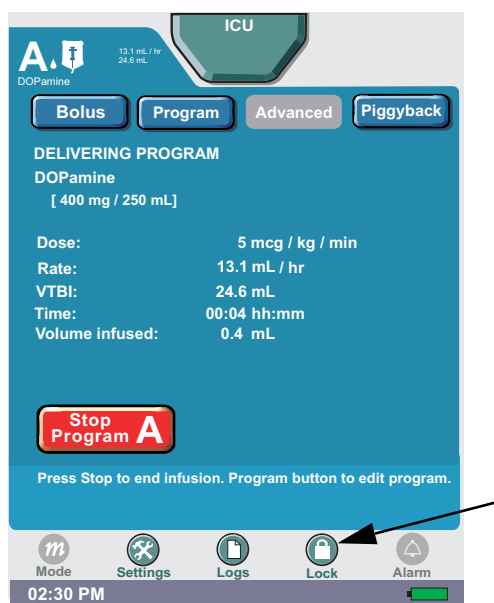 ICU
A.
13.1 mL / hr
24.6 mL
DOPamine
Bolus
Program
Advanced
Piggyback
DELIVERING PROGRAM
DOPamine
[ 400 mg / 250 mL]
Dose: 5 mcg / kg / min
Rate: 13.1 mL / hr
VTBI: 24.6 mL
Time: 00:04 hh:mm
Volume infused: 0.4 mL
Stop
Program A
Press Stop to end infusion. Program button to edit program.
m
Mode
Settings
Logs
Lock
Alarm
02:30 PM